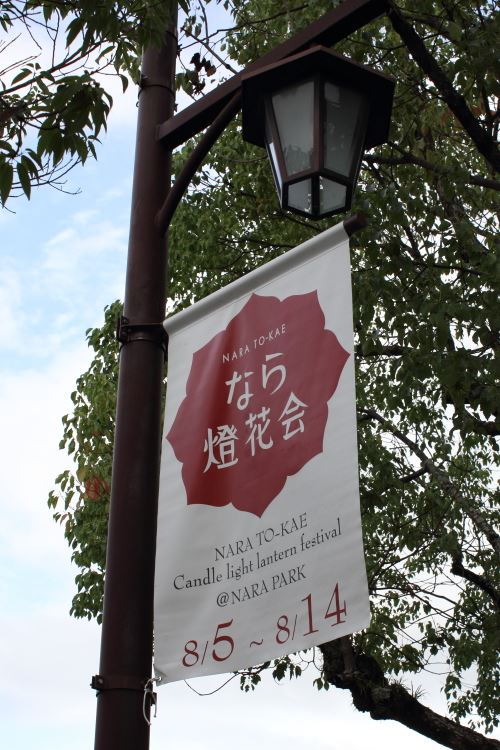 NARA TO-KAE
なら
燈花会
NARA TO-KAE
Candle light lantern festival
@NARA PARK
8/5 ~ 8/14